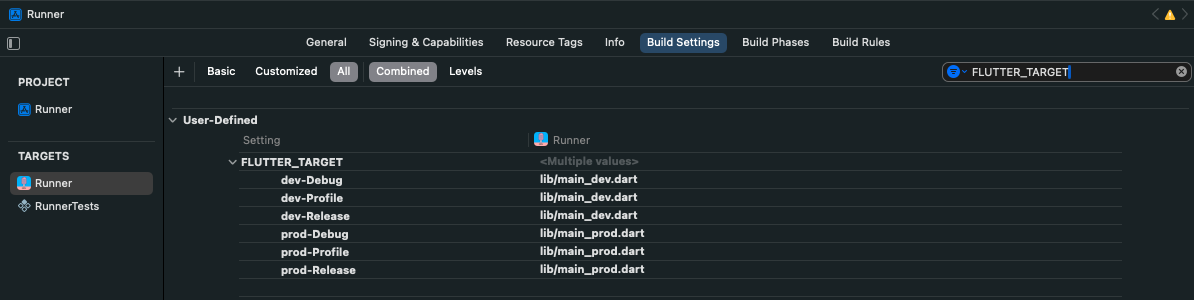 Runner
General Signing & Capabilities Resource Tags Info Build Settings Build Phases Build Rules
+ Basic Customized All Combined Levels FLUTTER_TARGET
PROJECT
Runner
TARGETS
Runner
RunnerTests
User-Defined
Setting Runner
FLUTTER_TARGET <Multiple values>
dev-Debug lib/main_dev.dart
dev-Profile lib/main_dev.dart
dev-Release lib/main_dev.dart
prod-Debug lib/main_prod.dart
prod-Profile lib/main_prod.dart
prod-Release lib/main_prod.dart